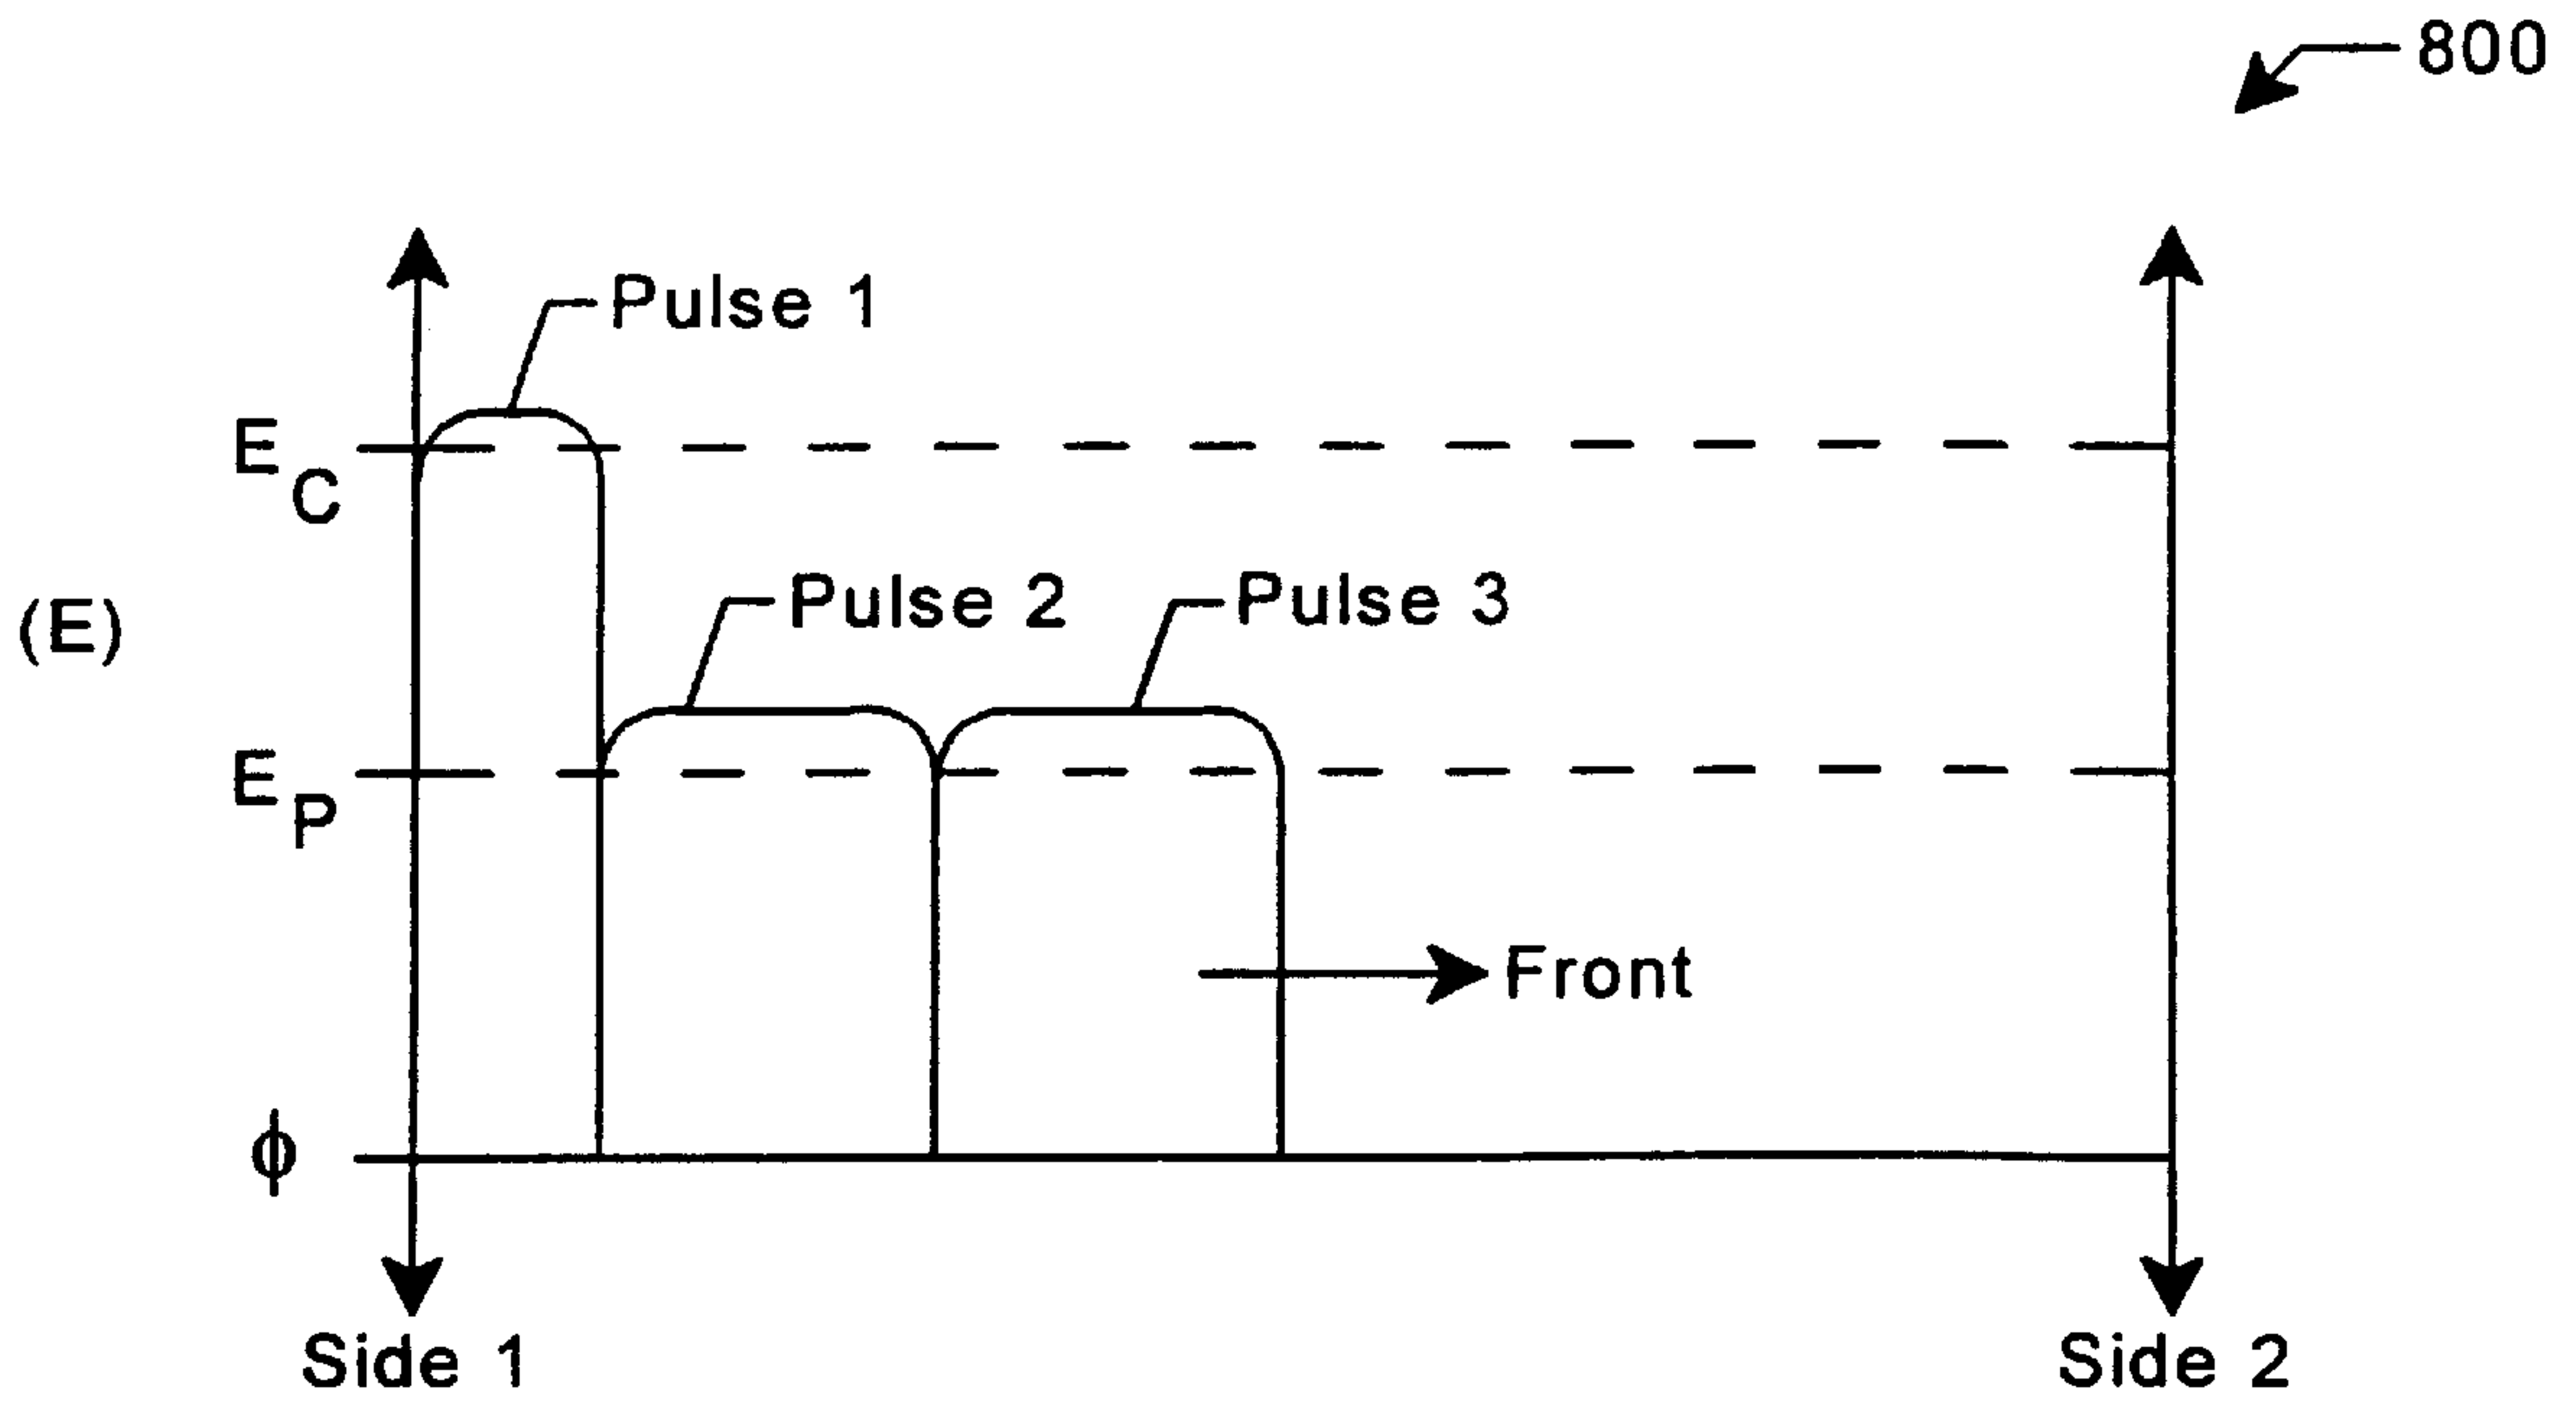 800
Pulse 1
E C
Pulse 2
Pulse 3
(E)
E P
Front
ϕ
Side 1
Side 2